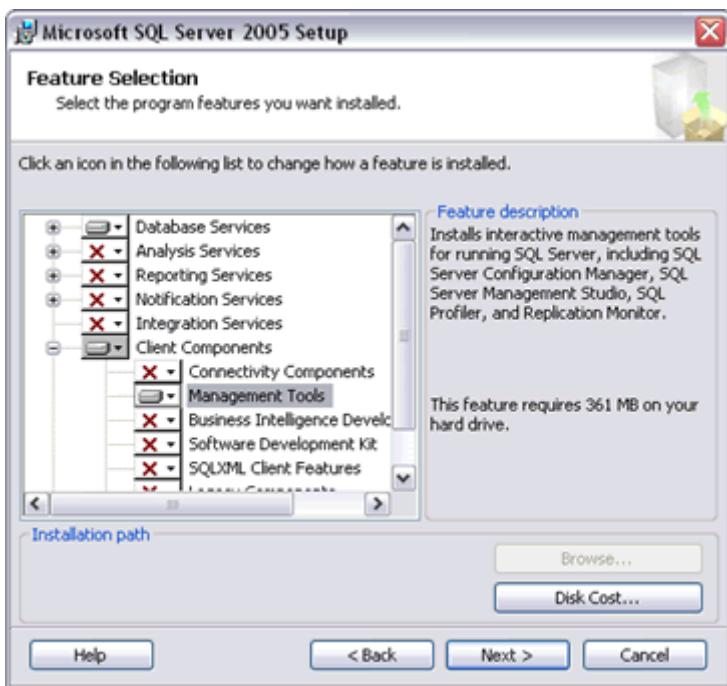 Microsoft SQL Server 2005 Setup
Feature Selection
Select the program features you want installed.
Click an icon in the following list to change how a feature is installed.
Database Services
Analysis Services
Reporting Services
Notification Services
Integration Services
Client Components
Connectivity Components
Management Tools
Business Intelligence Develc
Software Development Kit
SQLXML Client Features
Feature description
Installs interactive management tools
for running SQL Server, including SQL
Server Configuration Manager, SQL
Server Management Studio, SQL
Profiler, and Replication Monitor.
This feature requires 361 MB on your
hard drive.
Installation path
Browse...
Disk Cost...
Help
< Back
Next >
Cancel